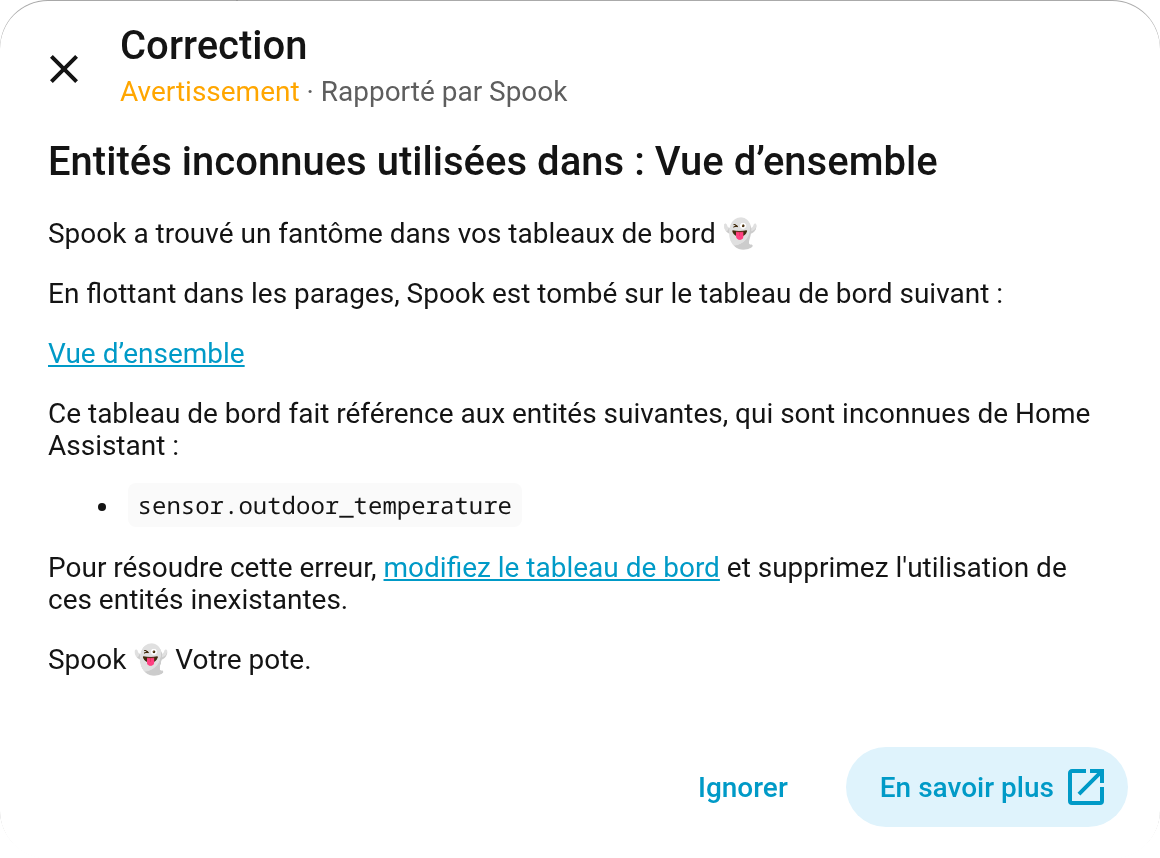 Correction
Avertissement · Rapporté par Spook
Entités inconnues utilisées dans : Vue d’ensemble
Spook a trouvé un fantôme dans vos tableaux de bord 👻
En flottant dans les parages, Spook est tombé sur le tableau de bord suivant :
Vue d’ensemble
Ce tableau de bord fait référence aux entités suivantes, qui sont inconnues de Home
Assistant :
• sensor.outdoor_temperature
Pour résoudre cette erreur, modifiez le tableau de bord et supprimez l'utilisation de
ces entités inexistantes.
Spook 👻 Votre pote.
Ignorer
En savoir plus